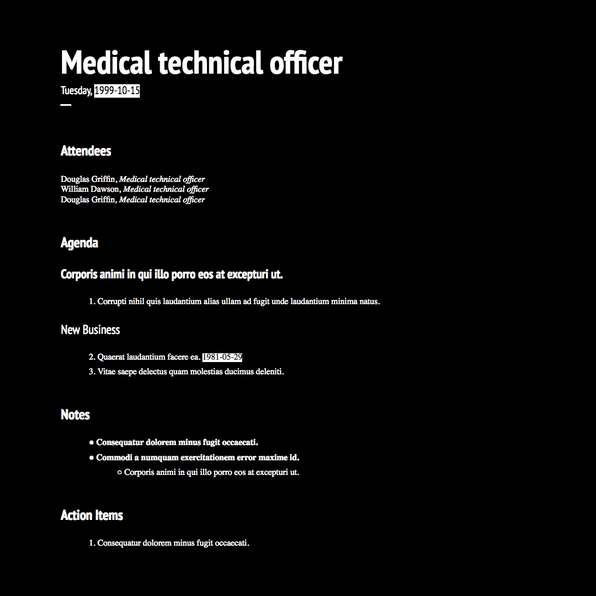 Medical technical officer
Tuesday, 1999-10-15
Attendees
Douglas Griffin, Medical technical officer
William Dawson, Medical technical officer
Douglas Griffin, Medical technical officer
Agenda
Corporis animi in qui illo porro eos at excepturi ut.
1. Corrupti nihil quis laudantium alias ullam ad fugit unde laudantium minima natus.
New Business
2. Quaerat laudantium facere ea. 1981-05-29
3. Vitae saepe delectus quam molestias ducimus deleniti.
Notes
● Consequatur dolorem minus fugit occaecati.
● Commodi a numquam exercitationem error maxime id.
○ Corporis animi in qui illo porro eos at excepturi ut.
Action Items
1. Consequatur dolorem minus fugit occaecati.